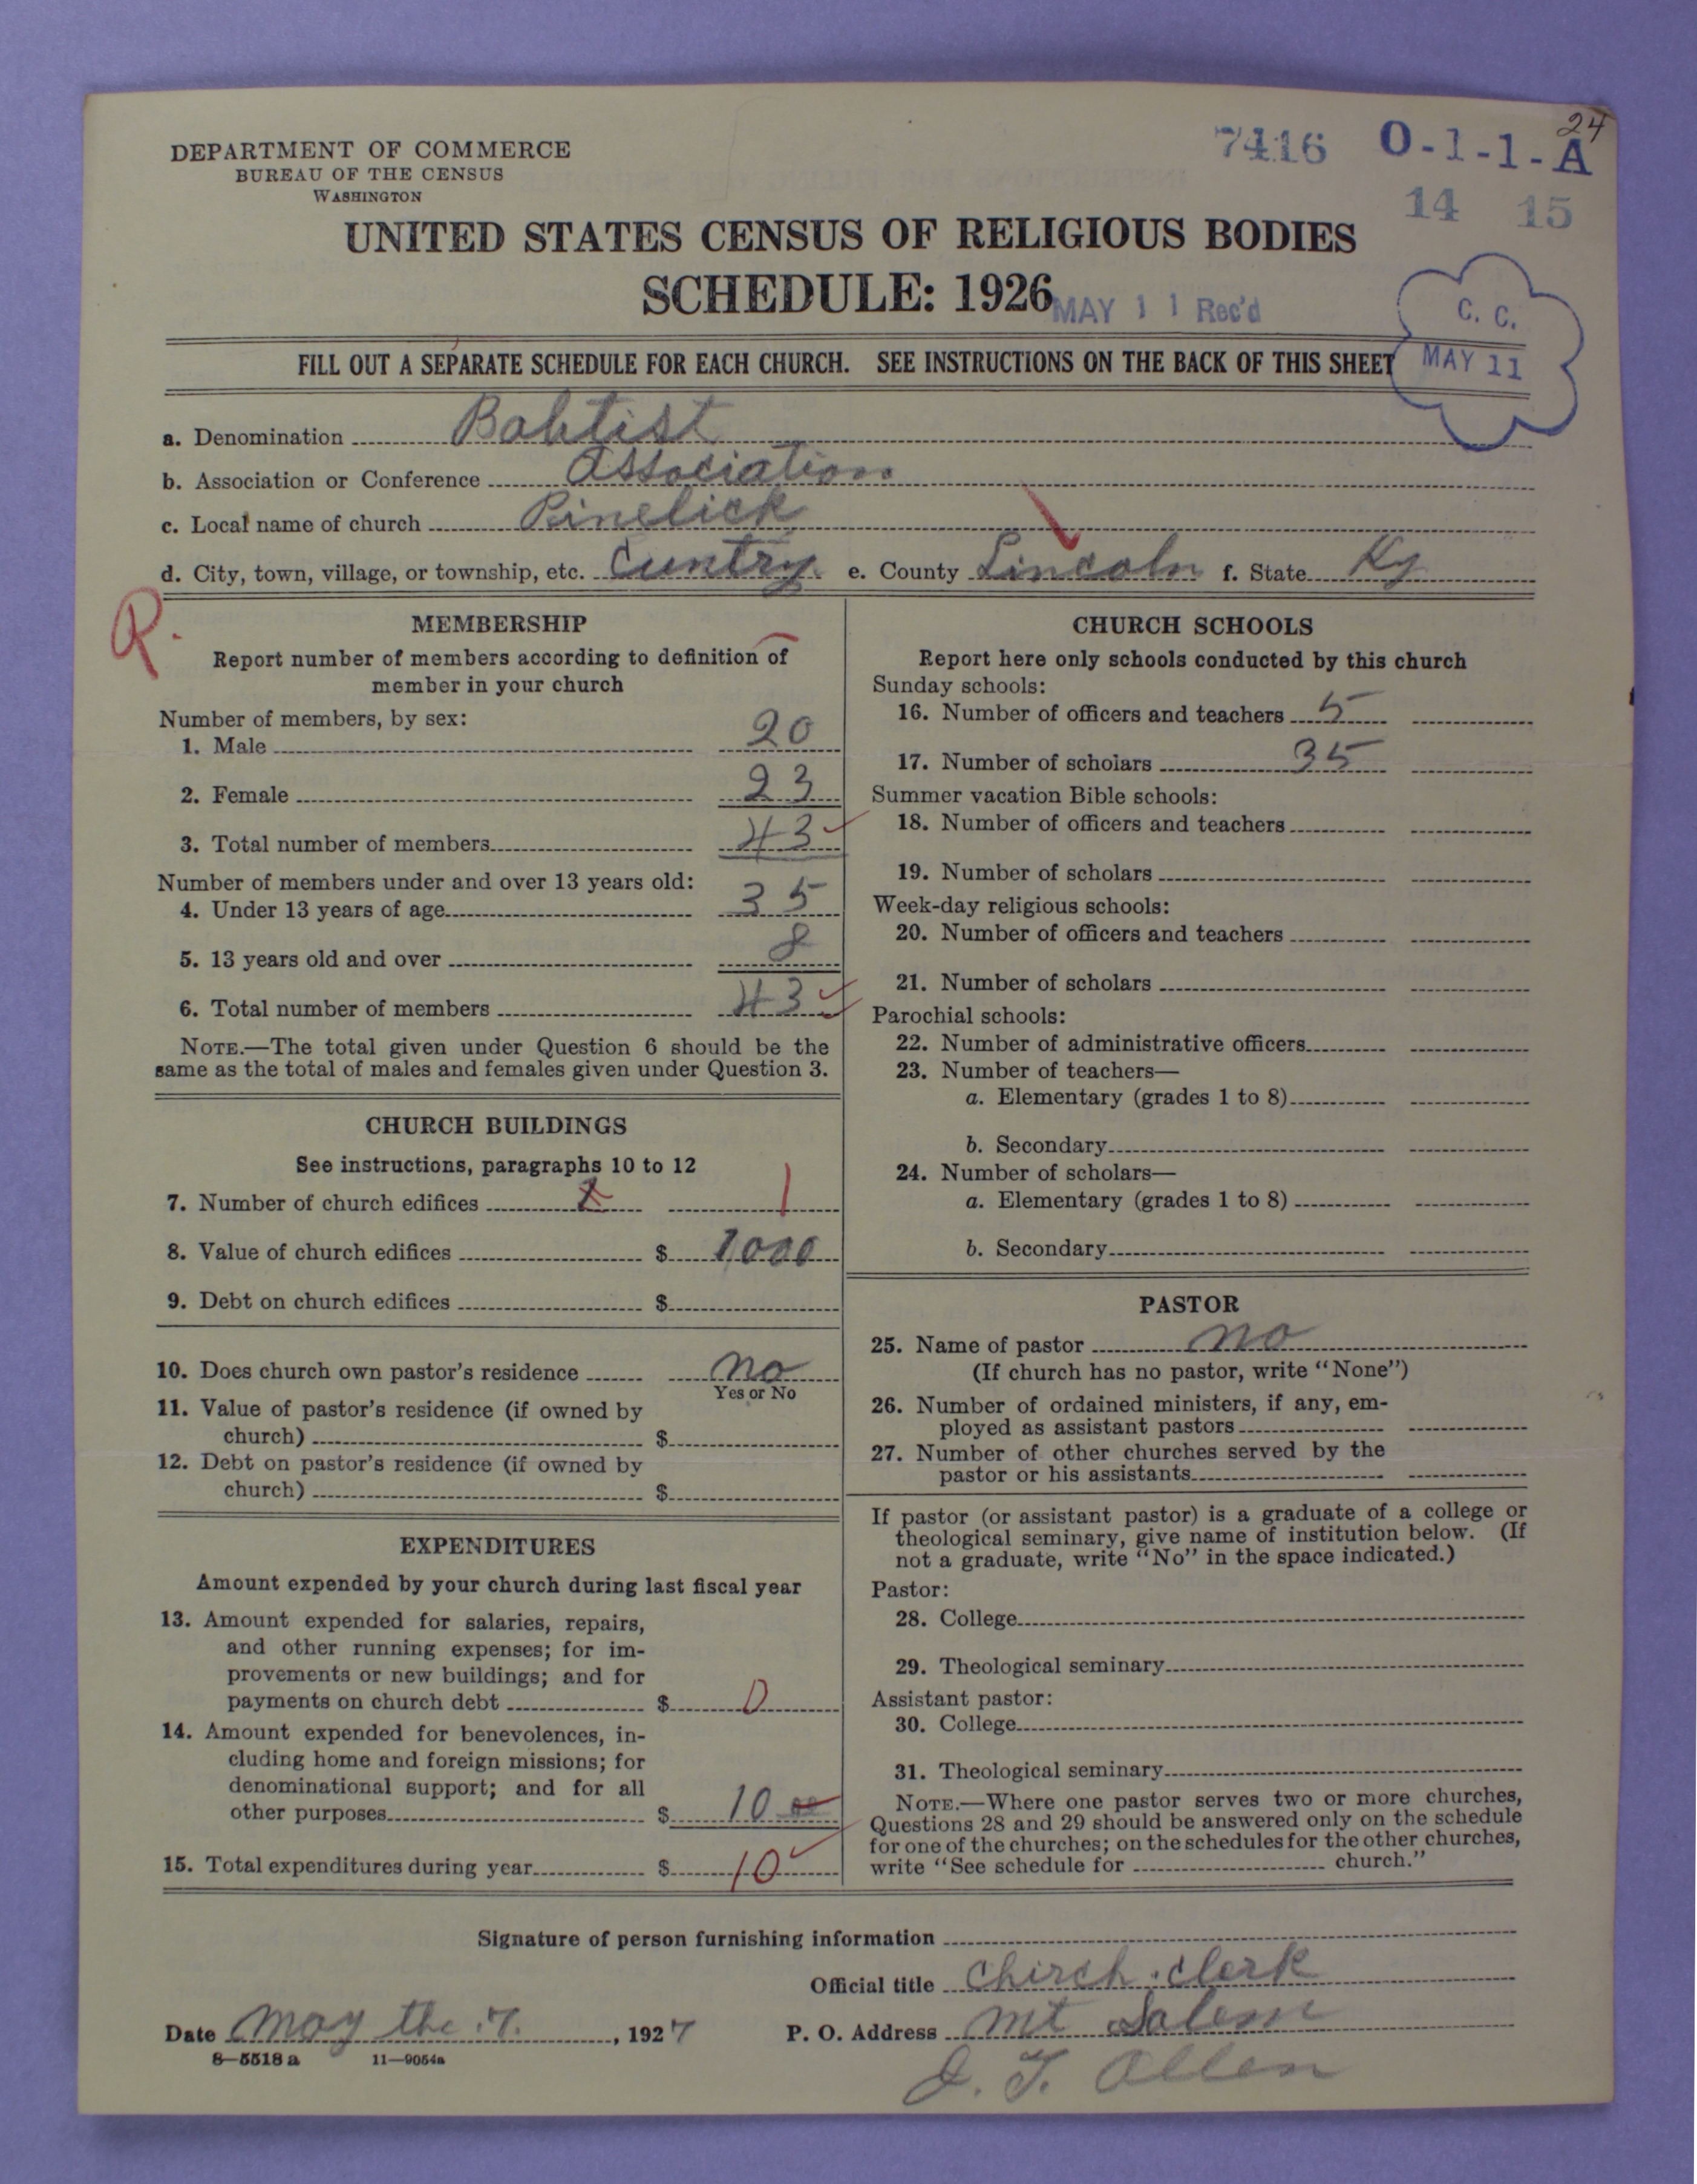 24
7416 O-1-1-A
14 15
DEPARTMENT OF COMMERCE
BUREAU OF THE CENSUS
WASHINGTON
UNITED STATES CENSUS OF RELIGIOUS BODIES
SCHEDULE: 1926
MAY 11 Rec'd
C. C.
MAY 11
FILL OUT A SEPARATE SCHEDULE FOR EACH CHURCH. SEE INSTRUCTIONS ON THE BACK OF THIS SHEET
a. Denomination Babtist
b. Association or Conference Association
c. Local name of church Pinelick
d. City, town, village, or township, etc. Cuntry e. County Lincoln f. State Ky
R.
MEMBERSHIP
Report number of members according to definition of
member in your church
Number of members, by sex:
1. Male 20
2. Female 23
3. Total number of members 43
Number of members under and over 13 years old:
4. Under 13 years of age 35
5. 13 years old and over 8
6. Total number of members 43
NOTE.—The total given under Question 6 should be the
same as the total of males and females given under Question 3.
CHURCH BUILDINGS
See instructions, paragraphs 10 to 12
7. Number of church edifices 1
8. Value of church edifices $ 1000
9. Debt on church edifices $
10. Does church own pastor's residence no
Yes or No
11. Value of pastor's residence (if owned by
church) $
12. Debt on pastor's residence (if owned by
church) $
EXPENDITURES
Amount expended by your church during last fiscal year
13. Amount expended for salaries, repairs,
and other running expenses; for im-
provements or new buildings; and for
payments on church debt $ 0
14. Amount expended for benevolences, in-
cluding home and foreign missions; for
denominational support; and for all
other purposes $ 10 00
15. Total expenditures during year $ 10
CHURCH SCHOOLS
Report here only schools conducted by this church
Sunday schools:
16. Number of officers and teachers 5
17. Number of scholars 35
Summer vacation Bible schools:
18. Number of officers and teachers
19. Number of scholars
Week-day religious schools:
20. Number of officers and teachers
21. Number of scholars
Parochial schools:
22. Number of administrative officers
23. Number of teachers—
a. Elementary (grades 1 to 8)
b. Secondary
24. Number of scholars—
a. Elementary (grades 1 to 8)
b. Secondary
PASTOR
25. Name of pastor no
(If church has no pastor, write "None")
26. Number of ordained ministers, if any, em-
ployed as assistant pastors
27. Number of other churches served by the
pastor or his assistants
If pastor (or assistant pastor) is a graduate of a college or
theological seminary, give name of institution below. (If
not a graduate, write "No" in the space indicated.)
Pastor:
28. College
29. Theological seminary
Assistant pastor:
30. College
31. Theological seminary
NOTE.—Where one pastor serves two or more churches,
Questions 28 and 29 should be answered only on the schedule
for one of the churches; on the schedules for the other churches,
write "See schedule for church."
Signature of person furnishing information
Official title Chirch clerk
Date May the 7. , 1927 P. O. Address Mt Salem
8—5518 a 11—9054a
J. T. Allen